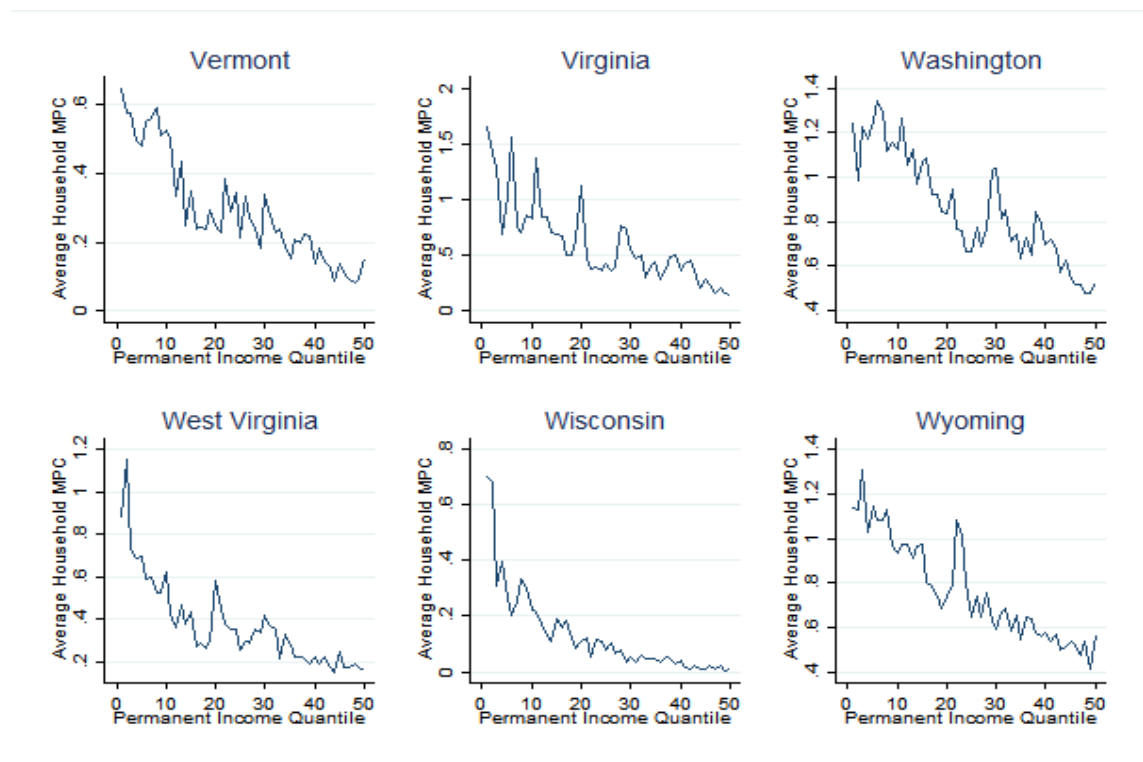 Vermont
Average Household MPC
0 .2 .4 .6
0 10 20 30 40 50
Permanent Income Quantile
Virginia
Average Household MPC
0 .5 1 1.5 2
0 10 20 30 40 50
Permanent Income Quantile
Washington
Average Household MPC
.4 .6 .8 1 1.2 1.4
0 10 20 30 40 50
Permanent Income Quantile
West Virginia
Average Household MPC
.2 .4 .6 .8 1 1.2
0 10 20 30 40 50
Permanent Income Quantile
Wisconsin
Average Household MPC
0 .2 .4 .6 .8
0 10 20 30 40 50
Permanent Income Quantile
Wyoming
Average Household MPC
.4 .6 .8 1 1.2 1.4
0 10 20 30 40 50
Permanent Income Quantile